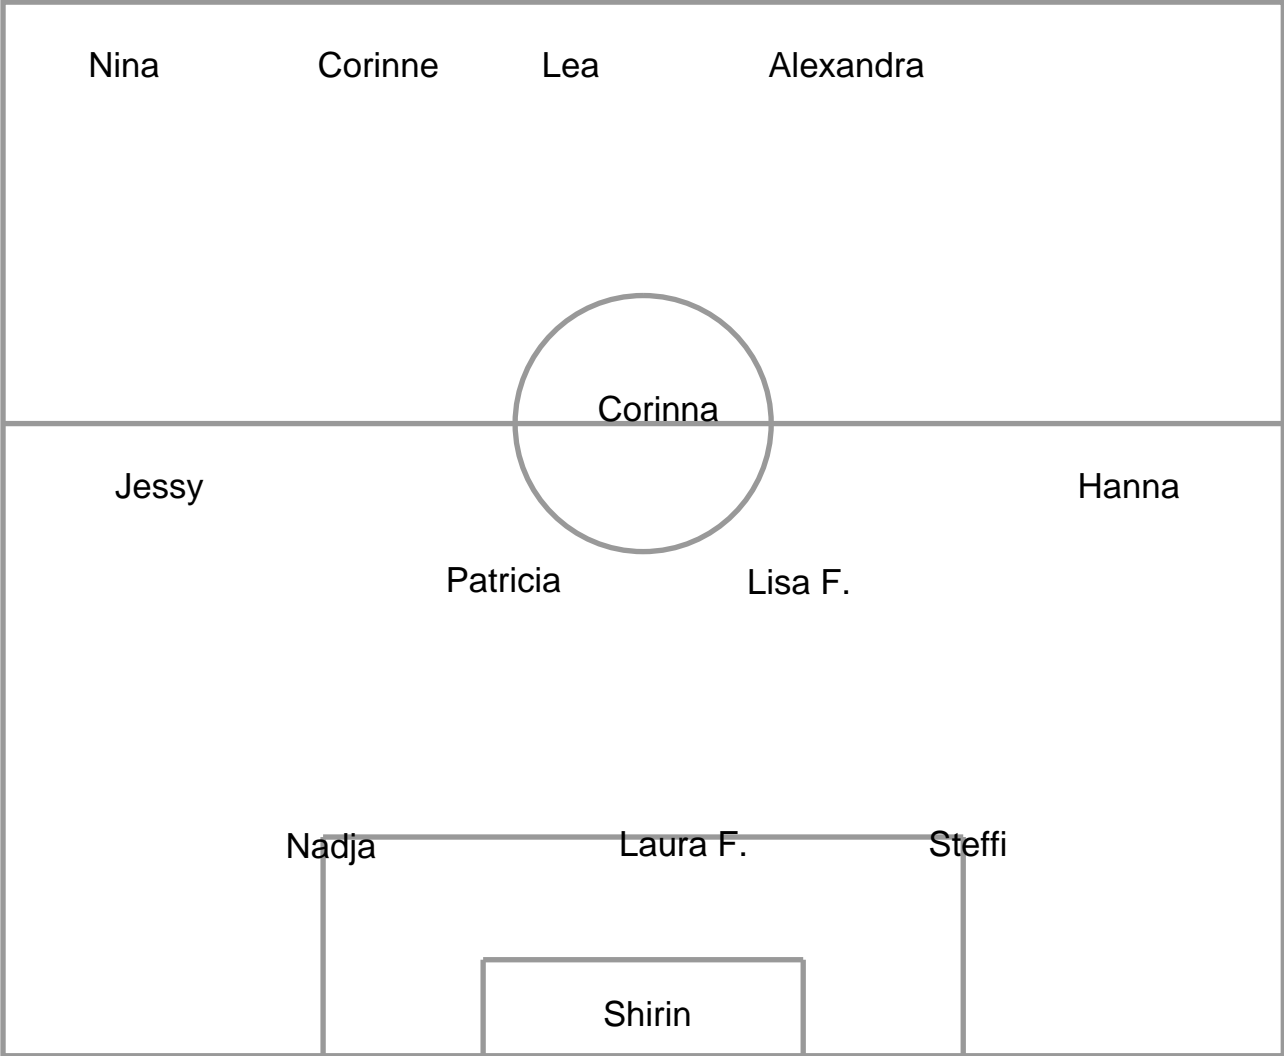 Nina Corinne Lea Alexandra
Corinna
Jessy Hanna
Patricia Lisa F.
Nadja Laura F. Steffi
Shirin